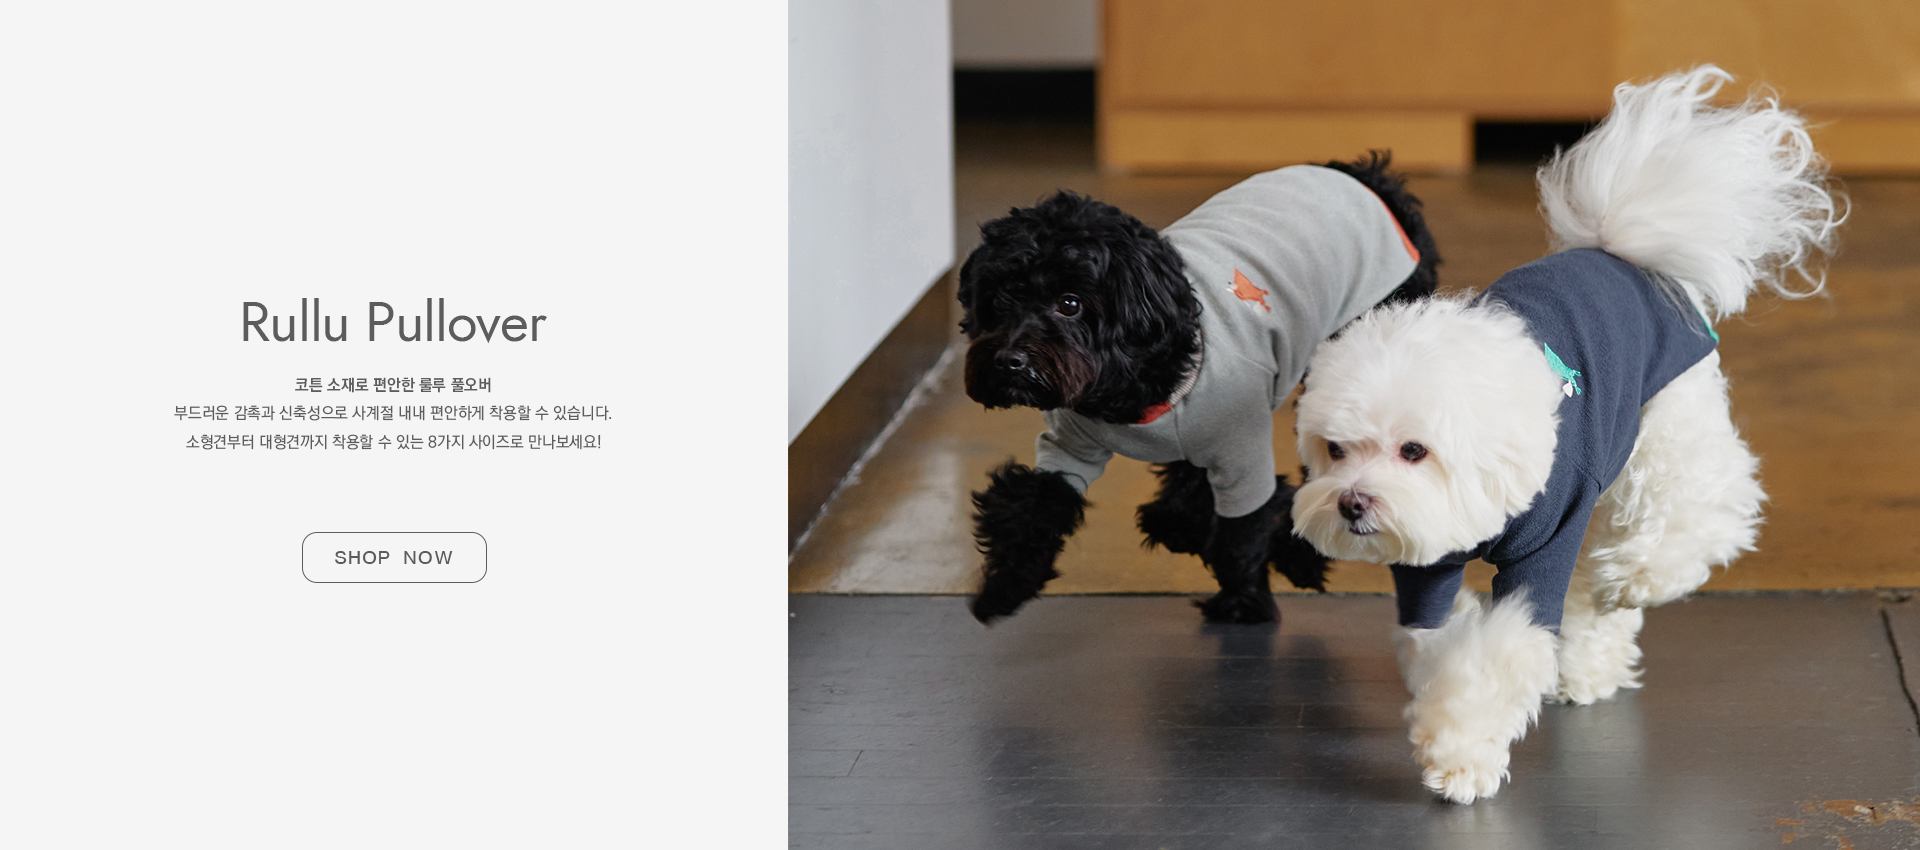 Rullu Pullover
코튼 소재로 편안한 룰루 풀오버
부드러운 감촉과 신축성으로 사계절 내내 편안하게 착용할 수 있습니다.
소형견부터 대형견까지 착용할 수 있는 8가지 사이즈로 만나보세요!
SHOP NOW